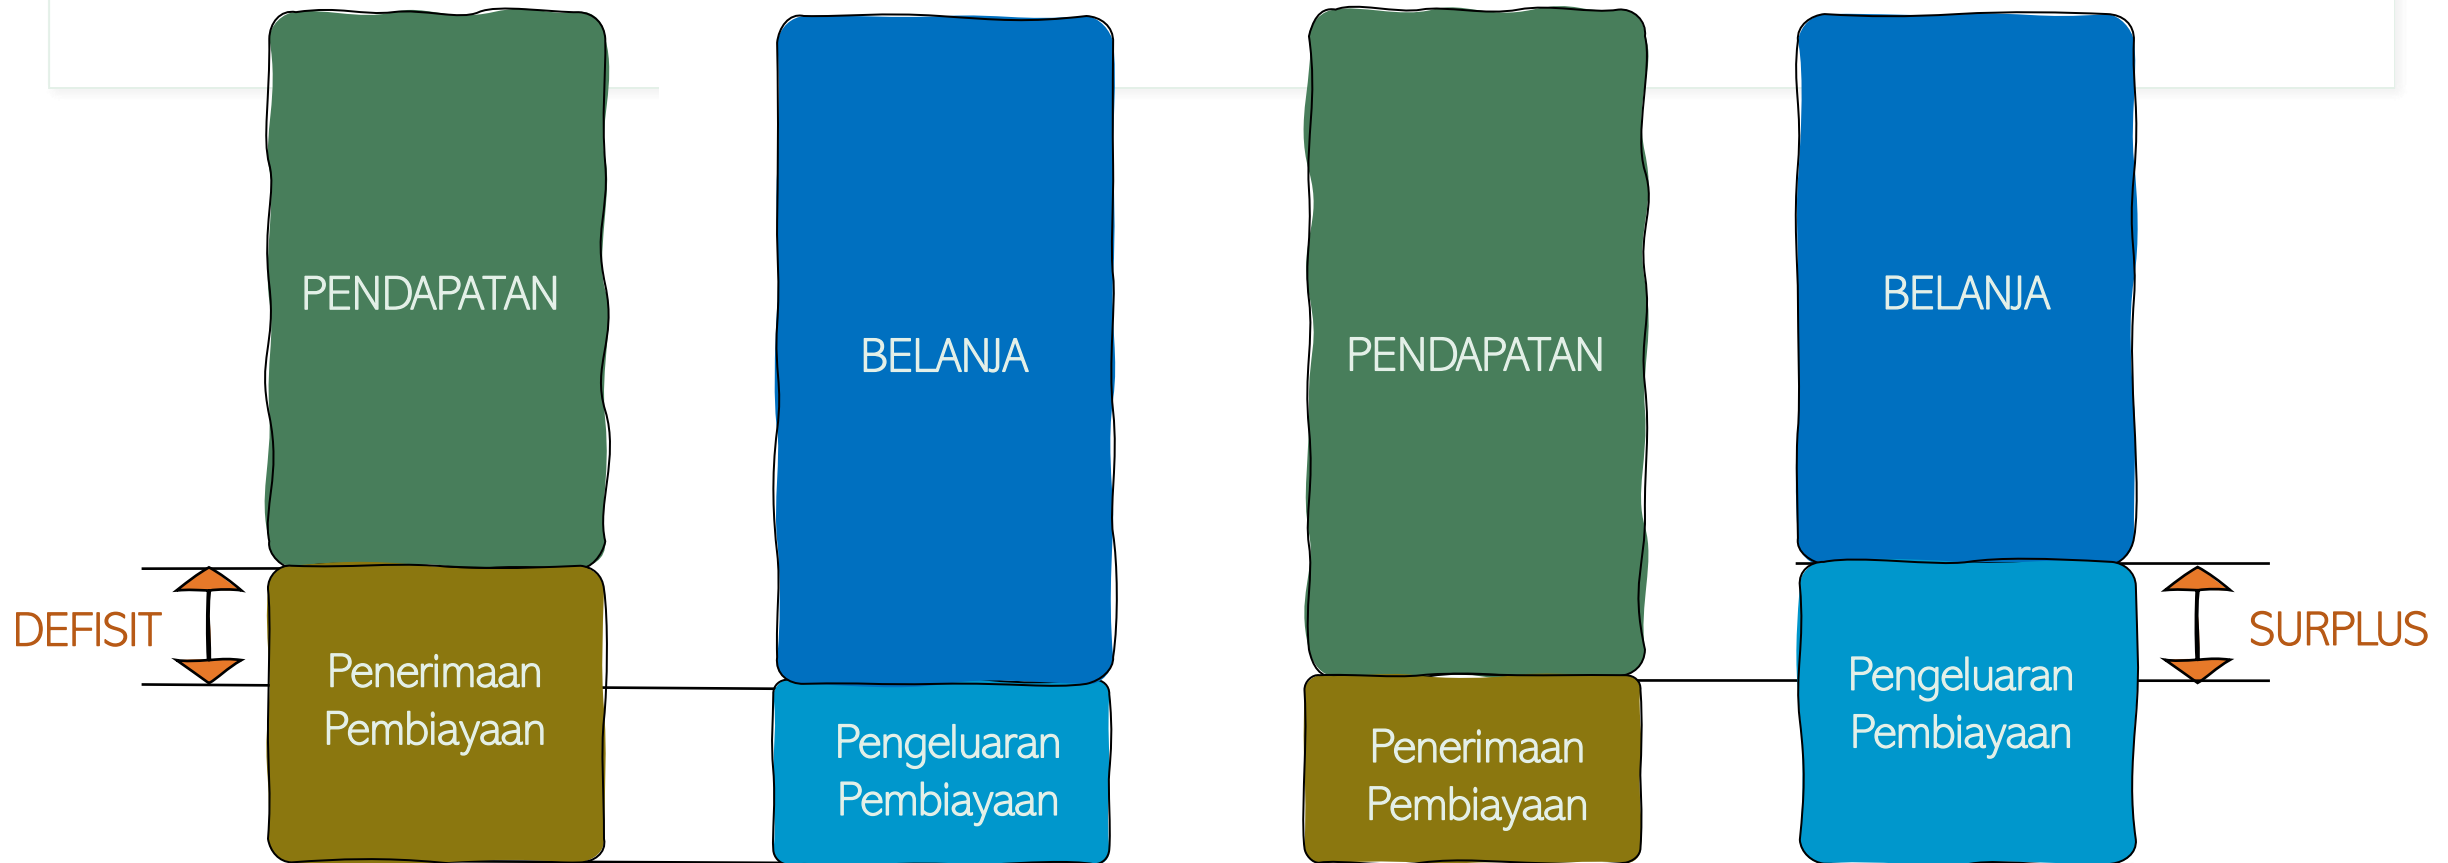 PENDAPATAN
BELANJA
PENDAPATAN
BELANJA
DEFISIT
Penerimaan
Pembiayaan
Pengeluaran
Pembiayaan
Penerimaan
Pembiayaan
Pengeluaran
Pembiayaan
SURPLUS